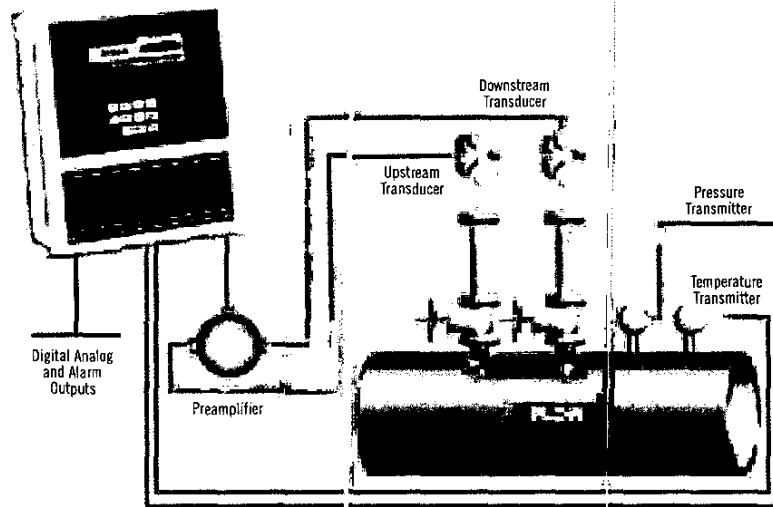 Downstream
Transducer
Upstream
Transducer
Pressure
Transmitter
Temperature
Transmitter
Digital Analog
and Alarm
Outputs
Preamplifier